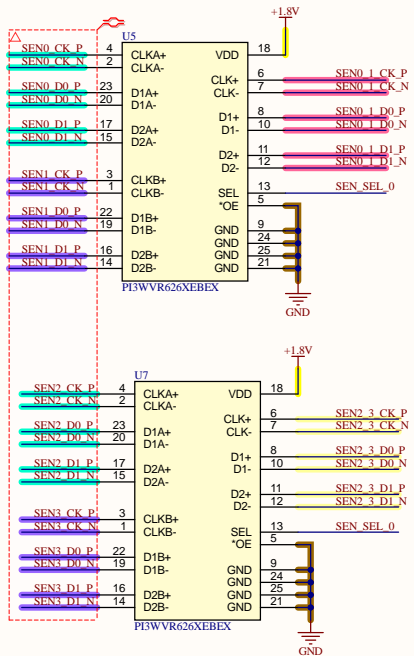 +1.8V
U5
SEN0_CK_P 4 CLKA+ VDD 18
SEN0_CK_N 2 CLKA-
CLK+ 6 SEN0_1_CK_P
SEN0_D0_P 23 D1A+ CLK- 7 SEN0_1_CK_N
SEN0_D0_N 20 D1A-
D1+ 8 SEN0_1_D0_P
SEN0_D1_P 17 D2A+ D1- 10 SEN0_1_D0_N
SEN0_D1_N 15 D2A-
D2+ 11 SEN0_1_D1_P
D2- 12 SEN0_1_D1_N
SEN1_CK_P 3 CLKB+
SEN1_CK_N 1 CLKB- SEL 13 SEN_SEL_0
*OE 5
SEN1_D0_P 22 D1B+
SEN1_D0_N 19 D1B- GND 9
GND 24
SEN1_D1_P 16 D2B+ GND 25
SEN1_D1_N 14 D2B- GND 21
PI3WVR626XEBEX
GND
+1.8V
U7
SEN2_CK_P 4 CLKA+ VDD 18
SEN2_CK_N 2 CLKA-
CLK+ 6 SEN2_3_CK_P
SEN2_D0_P 23 D1A+ CLK- 7 SEN2_3_CK_N
SEN2_D0_N 20 D1A-
D1+ 8 SEN2_3_D0_P
SEN2_D1_P 17 D2A+ D1- 10 SEN2_3_D0_N
SEN2_D1_N 15 D2A-
D2+ 11 SEN2_3_D1_P
D2- 12 SEN2_3_D1_N
SEN3_CK_P 3 CLKB+
SEN3_CK_N 1 CLKB- SEL 13 SEN_SEL_0
*OE 5
SEN3_D0_P 22 D1B+
SEN3_D0_N 19 D1B- GND 9
GND 24
SEN3_D1_P 16 D2B+ GND 25
SEN3_D1_N 14 D2B- GND 21
PI3WVR626XEBEX
GND